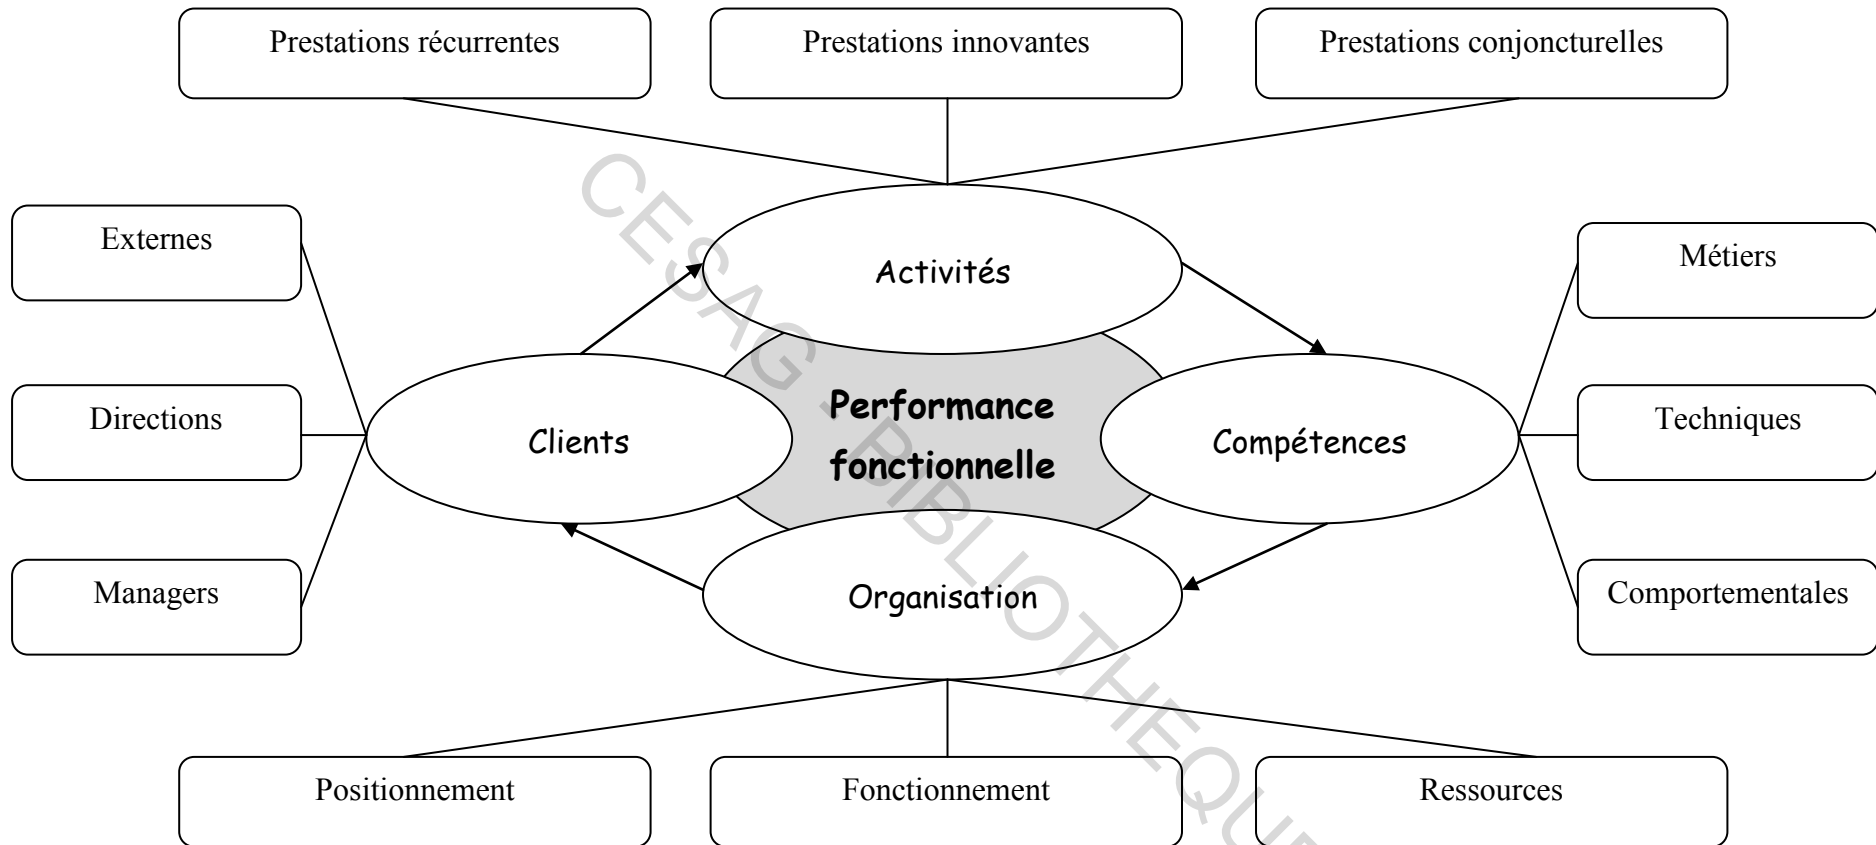 Prestations récurrentes
Prestations innovantes
Prestations conjoncturelles
Externes
Activités
Métiers
Directions
Performance
fonctionnelle
Clients
Compétences
Techniques
Managers
Organisation
Comportementales
Positionnement
Fonctionnement
Ressources
CESAG - BIBLIOTHEQUE